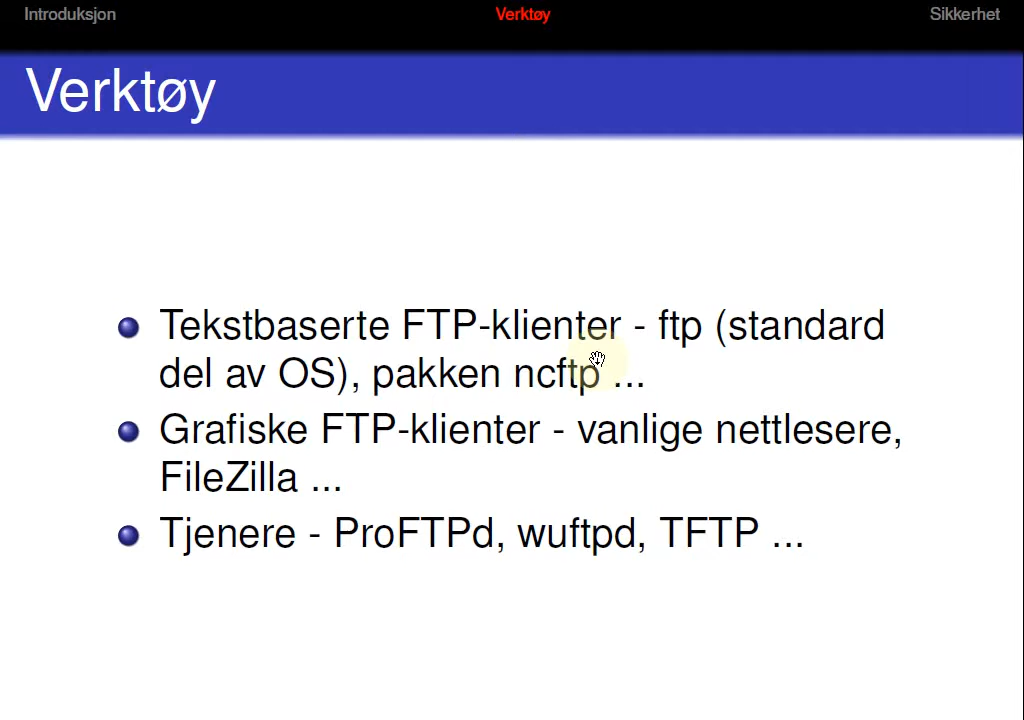 Introduksjon Verktøy Sikkerhet
Verktøy
Tekstbaserte FTP-klienter - ftp (standard
del av OS), pakken ncftp ...
Grafiske FTP-klienter - vanlige nettlesere,
FileZilla ...
Tjenere - ProFTPd, wuftpd, TFTP ...